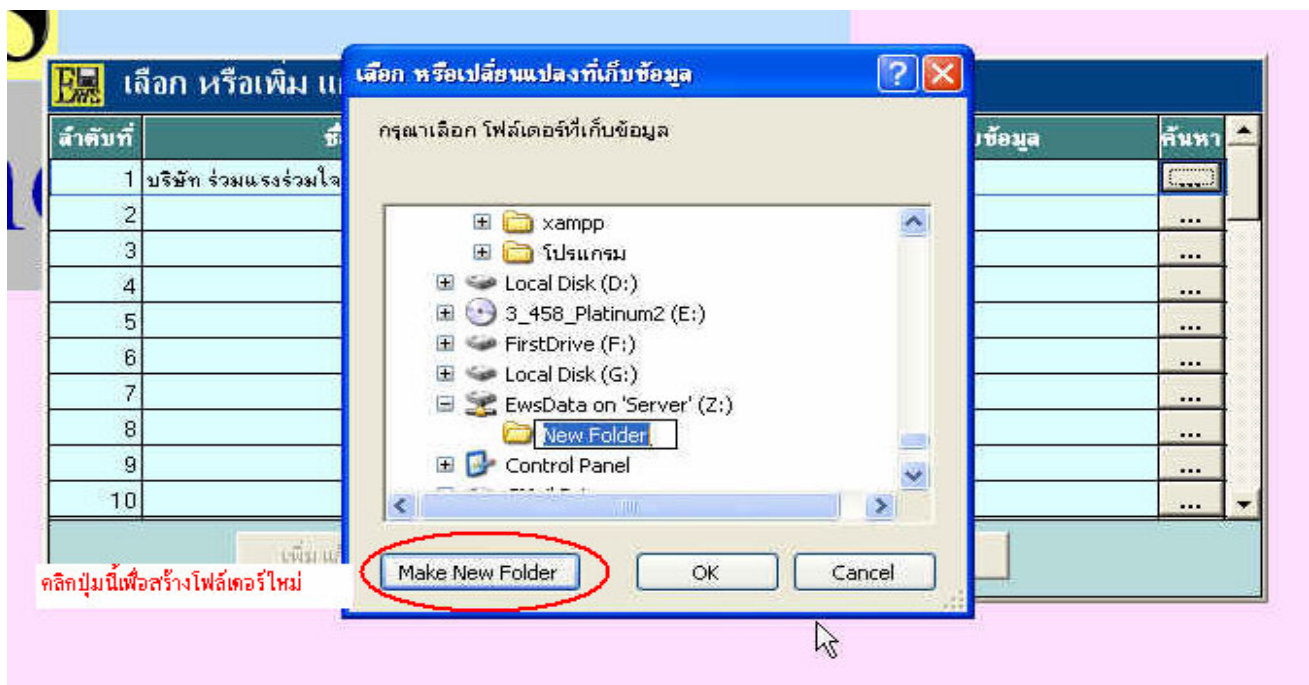 เลือก หรือเพิ่ม
เลือก หรือเปลี่ยนแปลงที่เก็บข้อมูล
ลำดับที่
ข้อมูล
ค้นหา
กรุณาเลือก โฟล์เดอร์ที่เก็บข้อมูล
1 บริษัท ร่วมแรงร่วมใจ ...
2 ...
3 ...
4 ...
5 ...
6 ...
7 ...
8 ...
9 ...
10 ...
xampp
โปรแกรม
Local Disk (D:)
3_458_Platinum2 (E:)
FirstDrive (F:)
Local Disk (G:)
EwsData on 'Server' (Z:)
New Folder
Control Panel
เพิ่ม
คลิกปุ่มนี้เพื่อสร้างโฟล์เดอร์ใหม่
Make New Folder
OK
Cancel